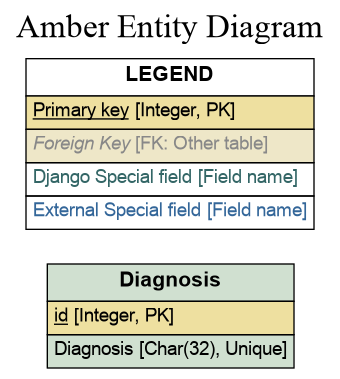 Amber Entity Diagram
LEGEND
Primary key [Integer, PK]
Foreign Key [FK: Other table]
Django Special field [Field name]
External Special field [Field name]
Diagnosis
id [Integer, PK]
Diagnosis [Char(32), Unique]